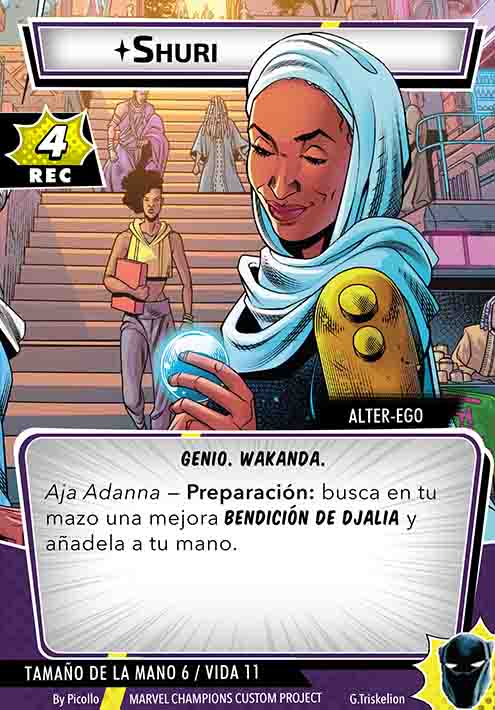 ✦SHURI
4
REC
ALTER-EGO
GENIO. WAKANDA.
Aja Adanna – Preparación: busca en tu
mazo una mejora BENDICIÓN DE DJALIA y
añadela a tu mano.
TAMAÑO DE LA MANO 6 / VIDA 11
By Picollo MARVEL CHAMPIONS CUSTOM PROJECT G.Triskelion